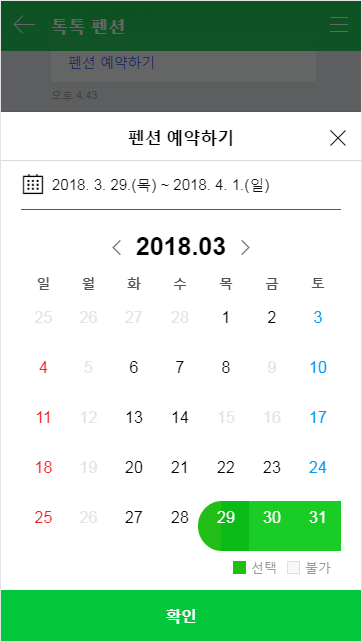 톡톡 펜션
펜션 예약하기
오후 4:43
펜션 예약하기
2018. 3. 29.(목) ~ 2018. 4. 1.(일)
2018.03
일 월 화 수 목 금 토
25 26 27 28 1 2 3
4 5 6 7 8 9 10
11 12 13 14 15 16 17
18 19 20 21 22 23 24
25 26 27 28 29 30 31
선택 불가
확인